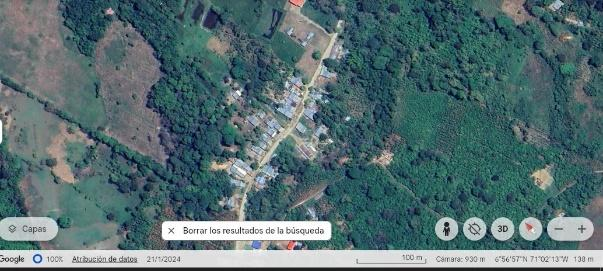 Capas
Borrar los resultados de la búsqueda
3D
Google 100% Atribución de datos 21/1/2024 100 m Cámara: 930 m 6°56'57"N 71°02'13"W 138 m